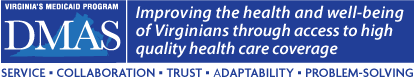 VIRGINIA'S MEDICAID PROGRAM
DMAS
Improving the health and well-being
of Virginians through access to high
quality health care coverage
SERVICE ▪ COLLABORATION ▪ TRUST ▪ ADAPTABILITY ▪ PROBLEM-SOLVING